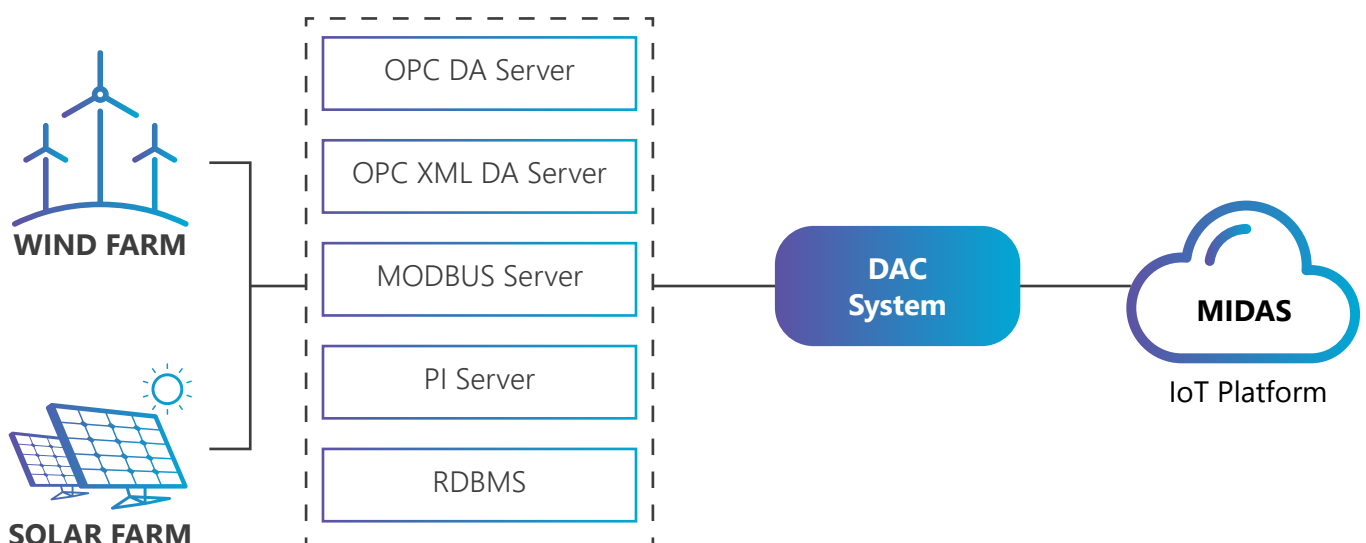 WIND FARM
SOLAR FARM
OPC DA Server
OPC XML DA Server
MODBUS Server
PI Server
RDBMS
DAC
System
MIDAS
IoT Platform